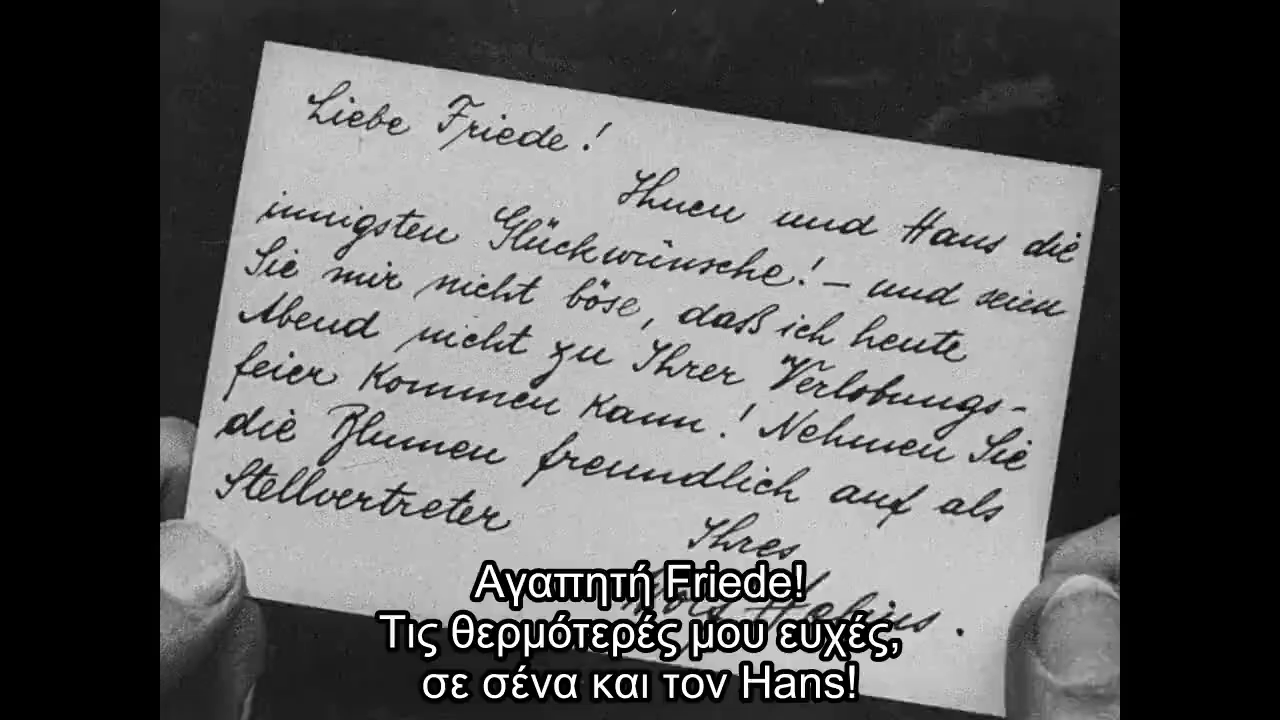 Liebe Friede!
Ihnen und Hans die
innigsten Glückwünsche! – und seien
Sie mir nicht böse, daß ich heute
Abend nicht zu Ihrer Verlobungs-
feier kommen kann! Nehmen Sie
die Blumen freundlich auf als
Stellvertreter
Ihres
Αγαπητή Friede!
Τις θερμότερές μου ευχές,
σε σένα και τον Hans!